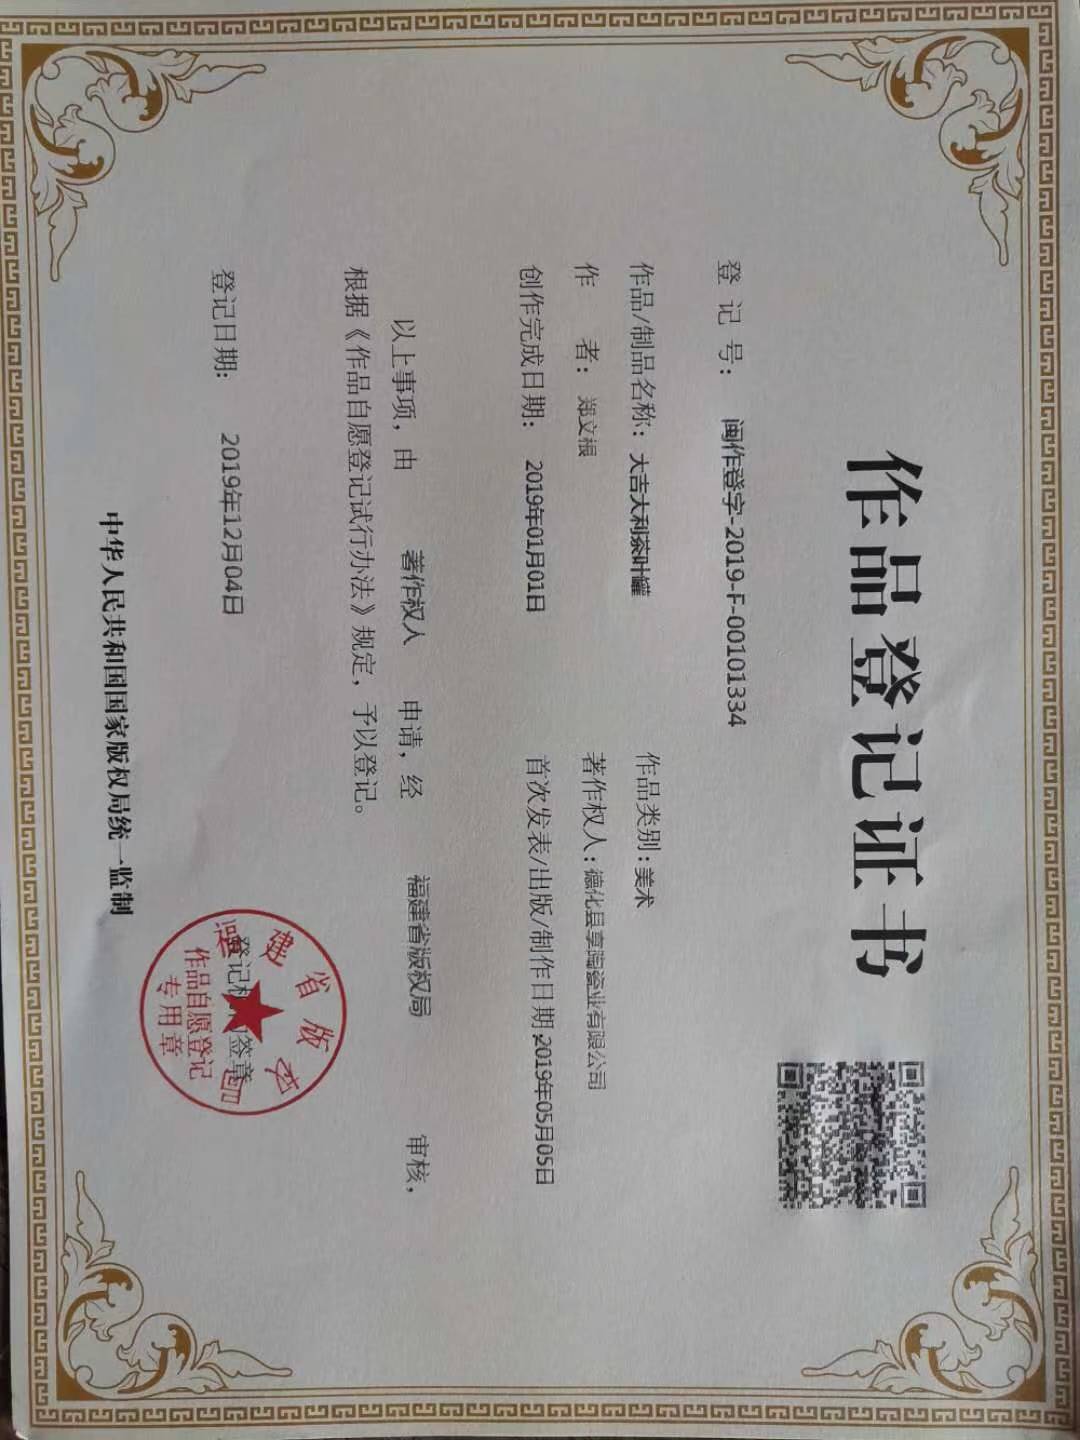 作品登记证书
登 记 号： 闽作登字-2019-F-00101334
作品/制品名称：大吉大利茶叶罐 作品类别：美术
作 者：郑文根 著作权人：德化县享陶瓷业有限公司
创作完成日期： 2019年01月01日 首次发表/出版/制作日期：2019年05月05日
以上事项，由 著作权人 申请，经 福建省版权局 审核，
根据《作品自愿登记试行办法》规定，予以登记。
登记日期： 2019年12月04日
登记机构签章
福建省版权局
作品自愿登记
专用章
中华人民共和国国家版权局统一监制